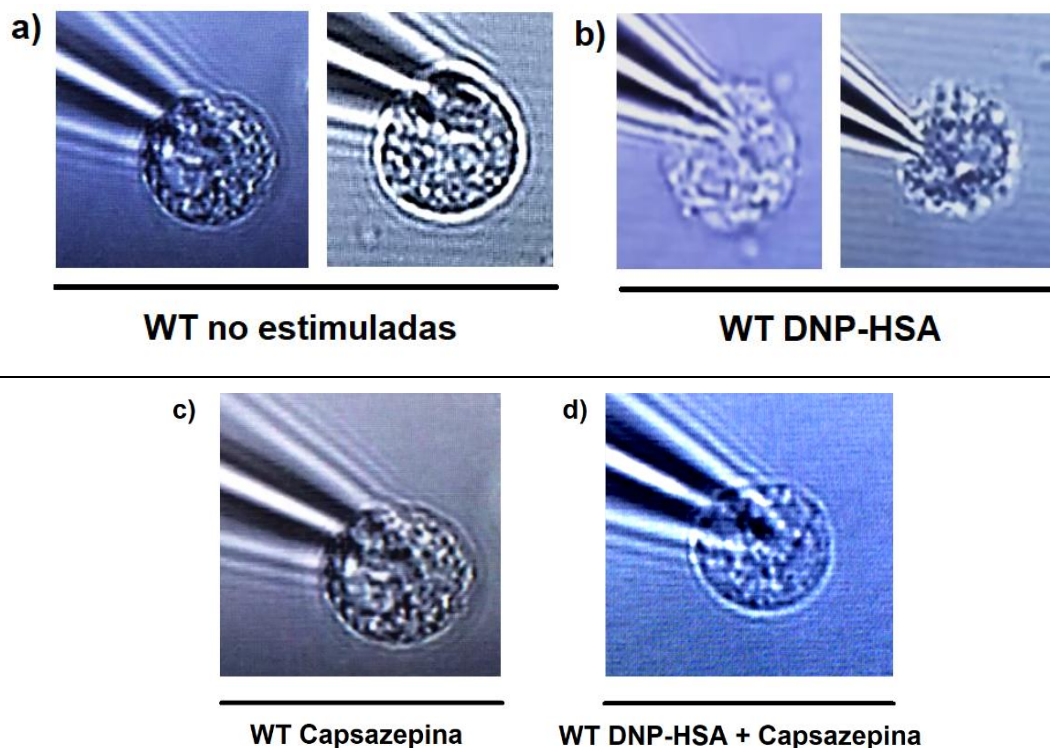 a)
b)
WT no estimuladas
WT DNP-HSA
c)
d)
WT Capsazepina
WT DNP-HSA + Capsazepina